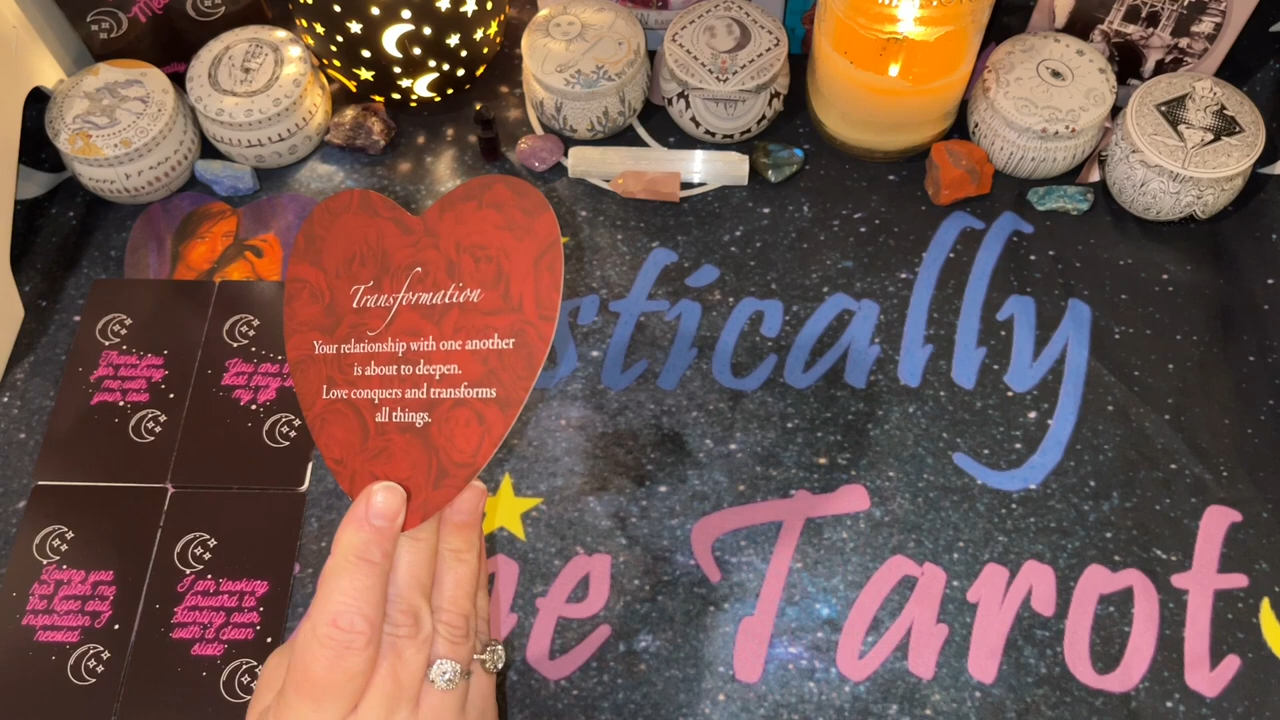 Transformation
Your relationship with one another
is about to deepen.
Love conquers and transforms
all things.
Thank you
for blessing
me with
your love
You are
best thing
my life
Loving you
has given me
the hope and
inspiration I
needed
I am looking
forward to
starting over
with a clean
slate
stically
e Tarot